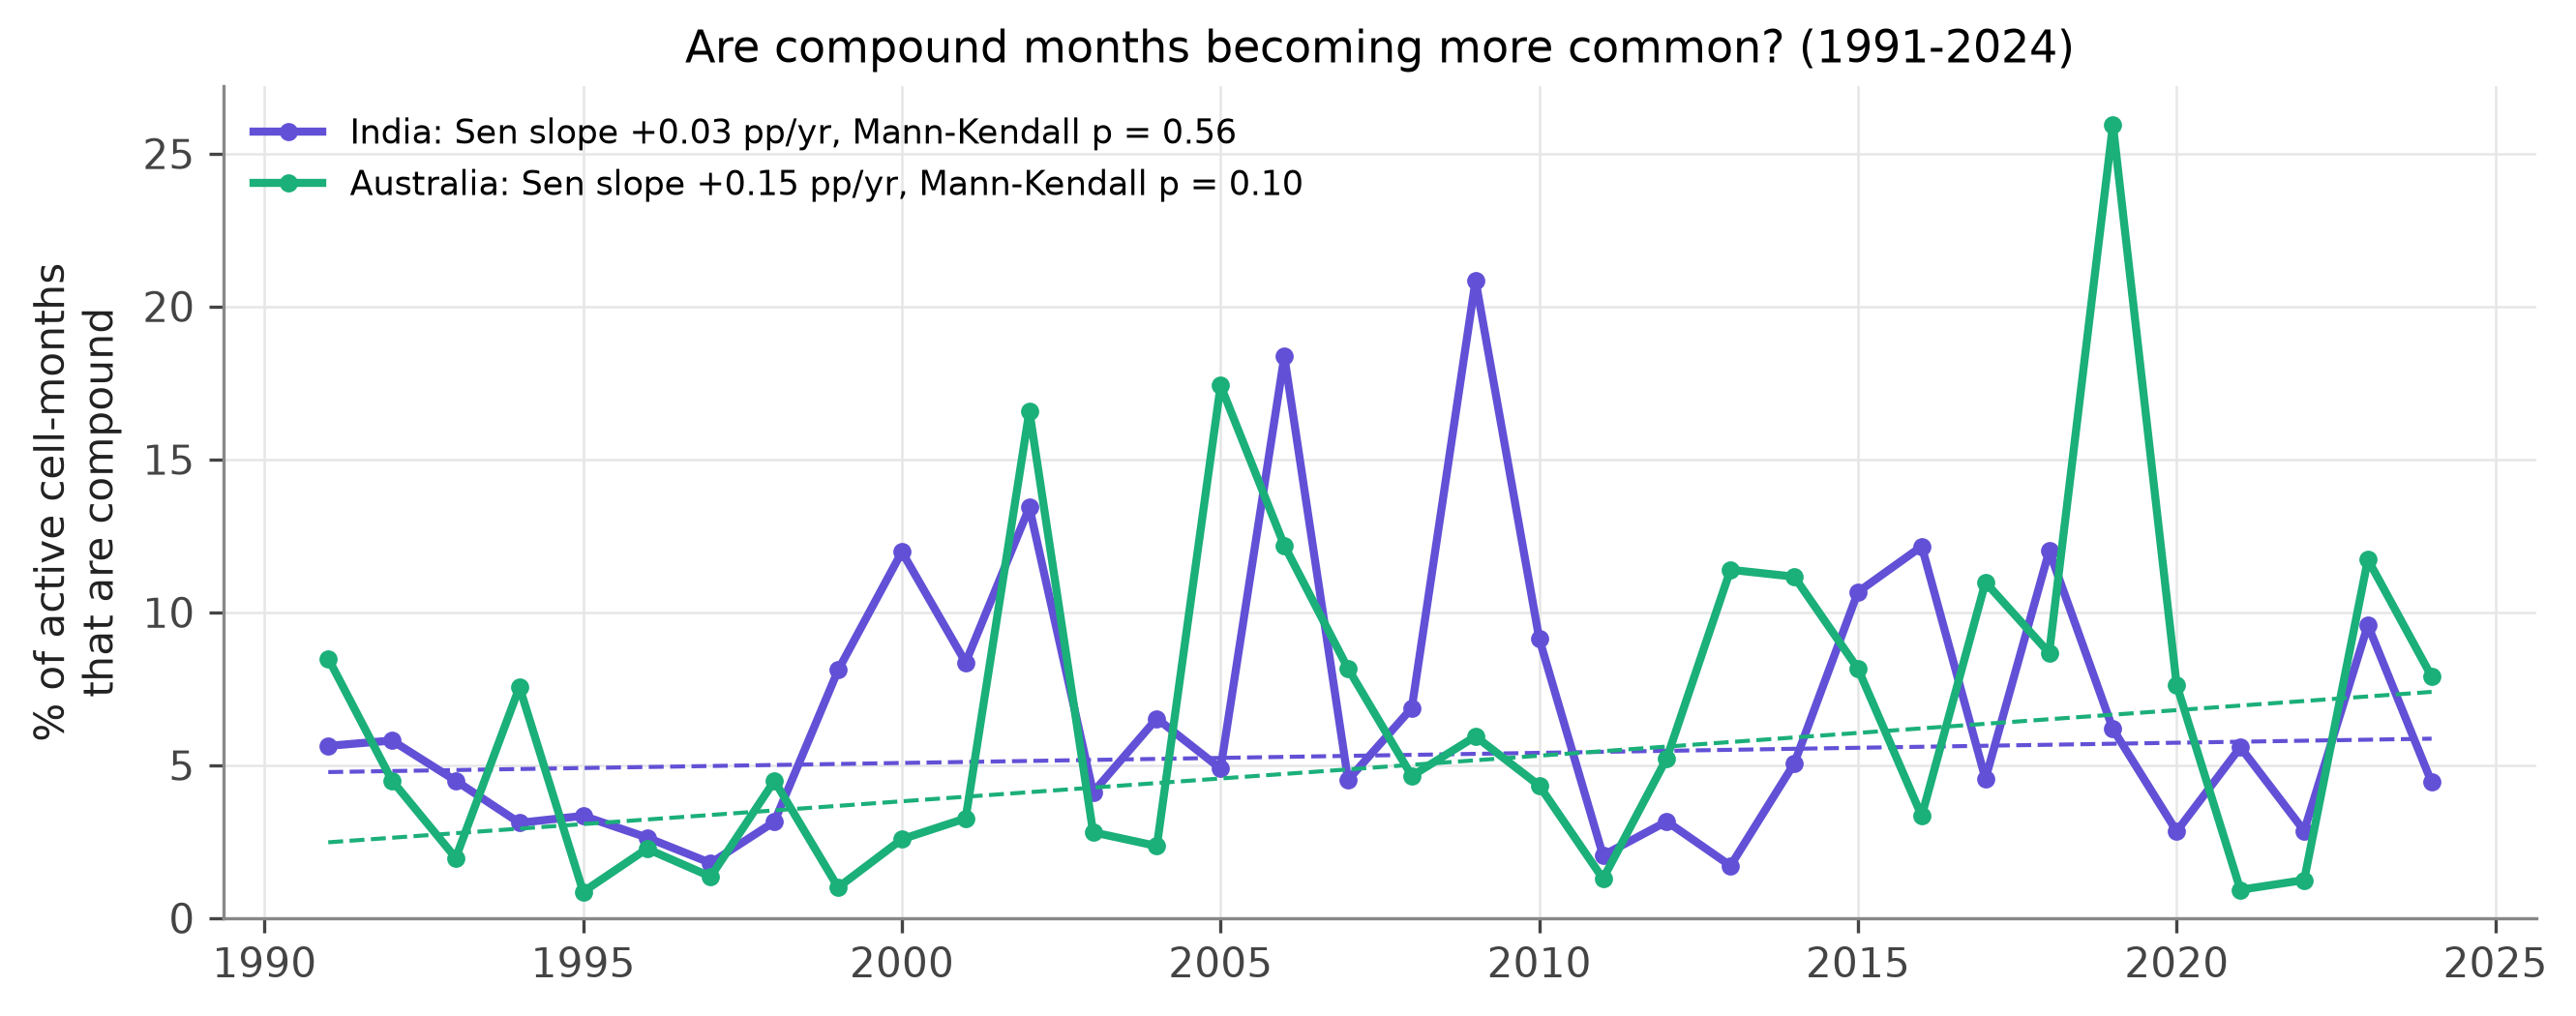 Are compound months becoming more common? (1991-2024)
India: Sen slope +0.03 pp/yr, Mann-Kendall p = 0.56
Australia: Sen slope +0.15 pp/yr, Mann-Kendall p = 0.10
% of active cell-months
that are compound
25
20
15
10
5
0
1990 1995 2000 2005 2010 2015 2020 2025